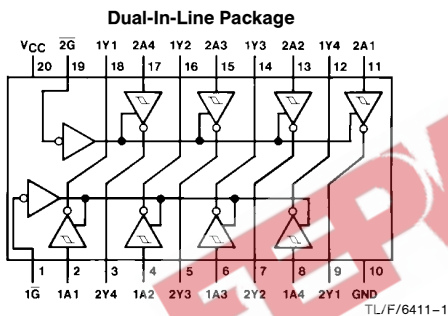 Dual-In-Line Package
VCC 2G 1Y1 2A4 1Y2 2A3 1Y3 2A2 1Y4 2A1
20 19 18 17 16 15 14 13 12 11
1 2 3 4 5 6 7 8 9 10
1G 1A1 2Y4 1A2 2Y3 1A3 2Y2 1A4 2Y1 GND
TL/F/6411-1